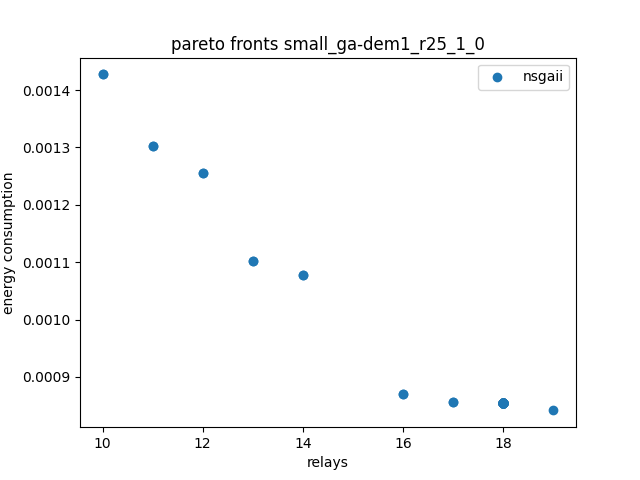 pareto fronts small_ga-dem1_r25_1_0
nsgaii
0.0014
0.0013
0.0012
0.0011
0.0010
0.0009
energy consumption
10 12 14 16 18
relays